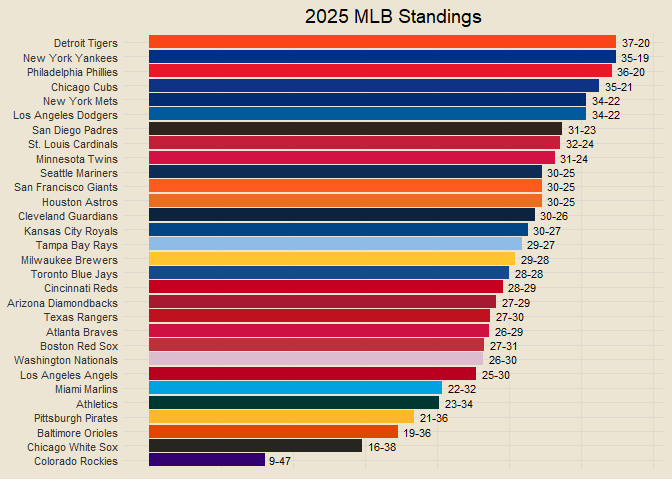 2025 MLB Standings
Detroit Tigers 37-20
New York Yankees 35-19
Philadelphia Phillies 36-20
Chicago Cubs 35-21
New York Mets 34-22
Los Angeles Dodgers 34-22
San Diego Padres 31-23
St. Louis Cardinals 32-24
Minnesota Twins 31-24
Seattle Mariners 30-25
San Francisco Giants 30-25
Houston Astros 30-25
Cleveland Guardians 30-26
Kansas City Royals 30-27
Tampa Bay Rays 29-27
Milwaukee Brewers 29-28
Toronto Blue Jays 28-28
Cincinnati Reds 28-29
Arizona Diamondbacks 27-29
Texas Rangers 27-30
Atlanta Braves 26-29
Boston Red Sox 27-31
Washington Nationals 26-30
Los Angeles Angels 25-30
Miami Marlins 22-32
Athletics 23-34
Pittsburgh Pirates 21-36
Baltimore Orioles 19-36
Chicago White Sox 16-38
Colorado Rockies 9-47